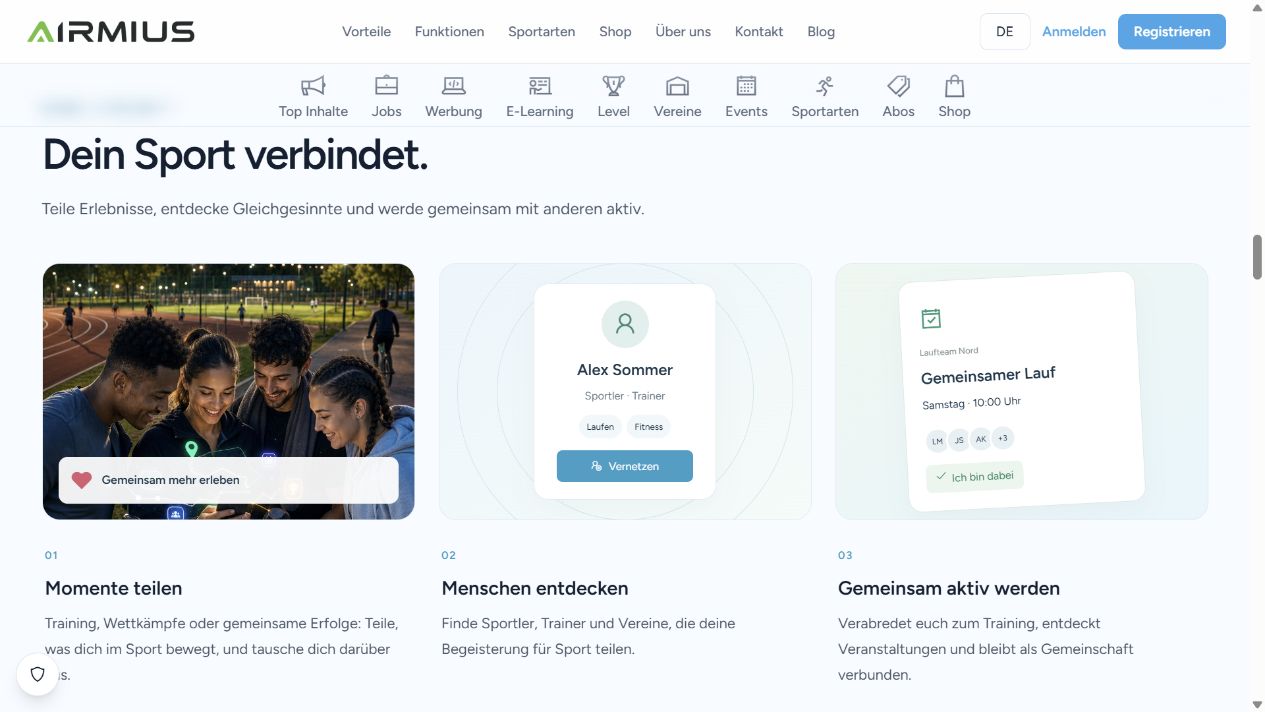 AIRMIUS
Vorteile
Funktionen
Sportarten
Shop
Über uns
Kontakt
Blog
DE
Anmelden
Registrieren
Top Inhalte
Jobs
Werbung
E-Learning
Level
Vereine
Events
Sportarten
Abos
Shop
Dein Sport verbindet.
Teile Erlebnisse, entdecke Gleichgesinnte und werde gemeinsam mit anderen aktiv.
Gemeinsam mehr erleben
01
Momente teilen
Training, Wettkämpfe oder gemeinsame Erfolge: Teile,
was dich im Sport bewegt, und tausche dich darüber
Alex Sommer
Sportler · Trainer
Laufen
Fitness
Vernetzen
02
Menschen entdecken
Finde Sportler, Trainer und Vereine, die deine
Begeisterung für Sport teilen.
Laufteam Nord
Gemeinsamer Lauf
Samstag · 10:00 Uhr
LM
JS
AK
+3
Ich bin dabei
03
Gemeinsam aktiv werden
Verabredet euch zum Training, entdeckt
Veranstaltungen und bleibt als Gemeinschaft
verbunden.